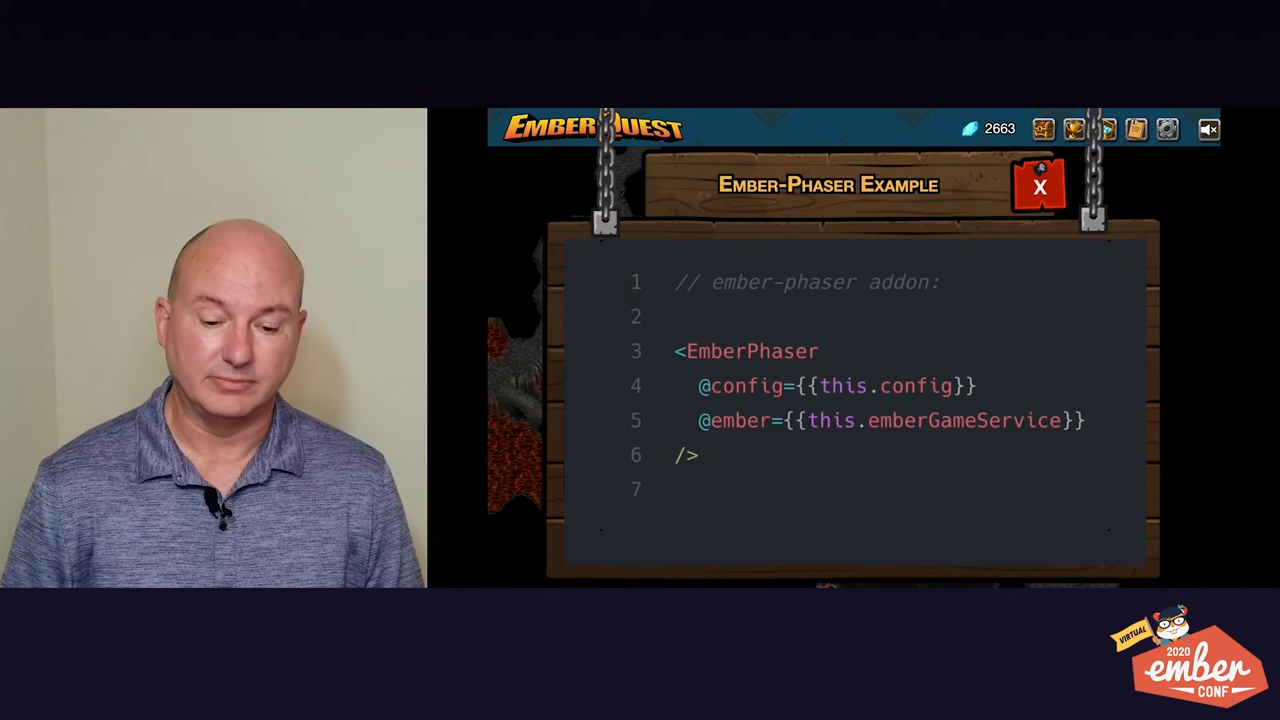 EMBERQUEST
2663
EMBER-PHASER EXAMPLE
X
1 // ember-phaser addon:
2
3 <EmberPhaser
4 @config={{this.config}}
5 @ember={{this.emberGameService}}
6 />
7
VIRTUAL
2020
ember
CONF